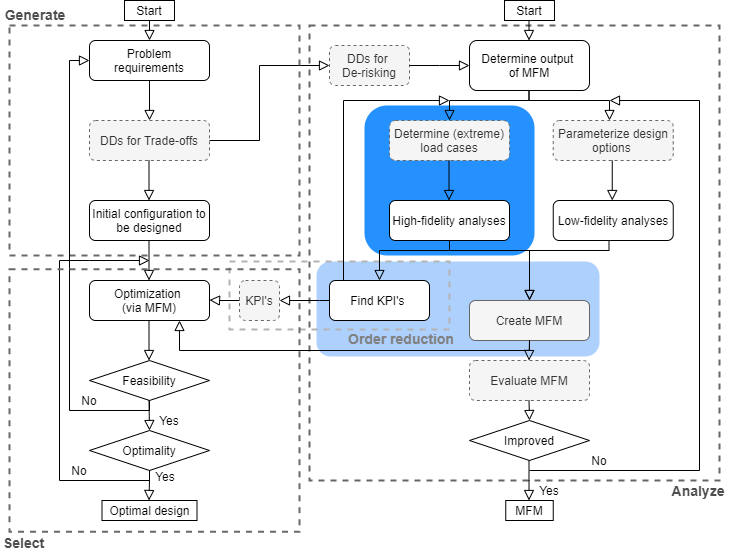 Start
Start
Generate
Problem
requirements
DDs for
De-risking
Determine output
of MFM
DDs for Trade-offs
Determine (extreme)
load cases
Parameterize design
options
Initial configuration to
be designed
High-fidelity analyses
Low-fidelity analyses
Optimization
(via MFM)
KPI's
Find KPI's
Create MFM
Order reduction
Feasibility
Evaluate MFM
No
Yes
Optimality
Improved
No
Yes
No
Yes
Analyze
Optimal design
MFM
Select